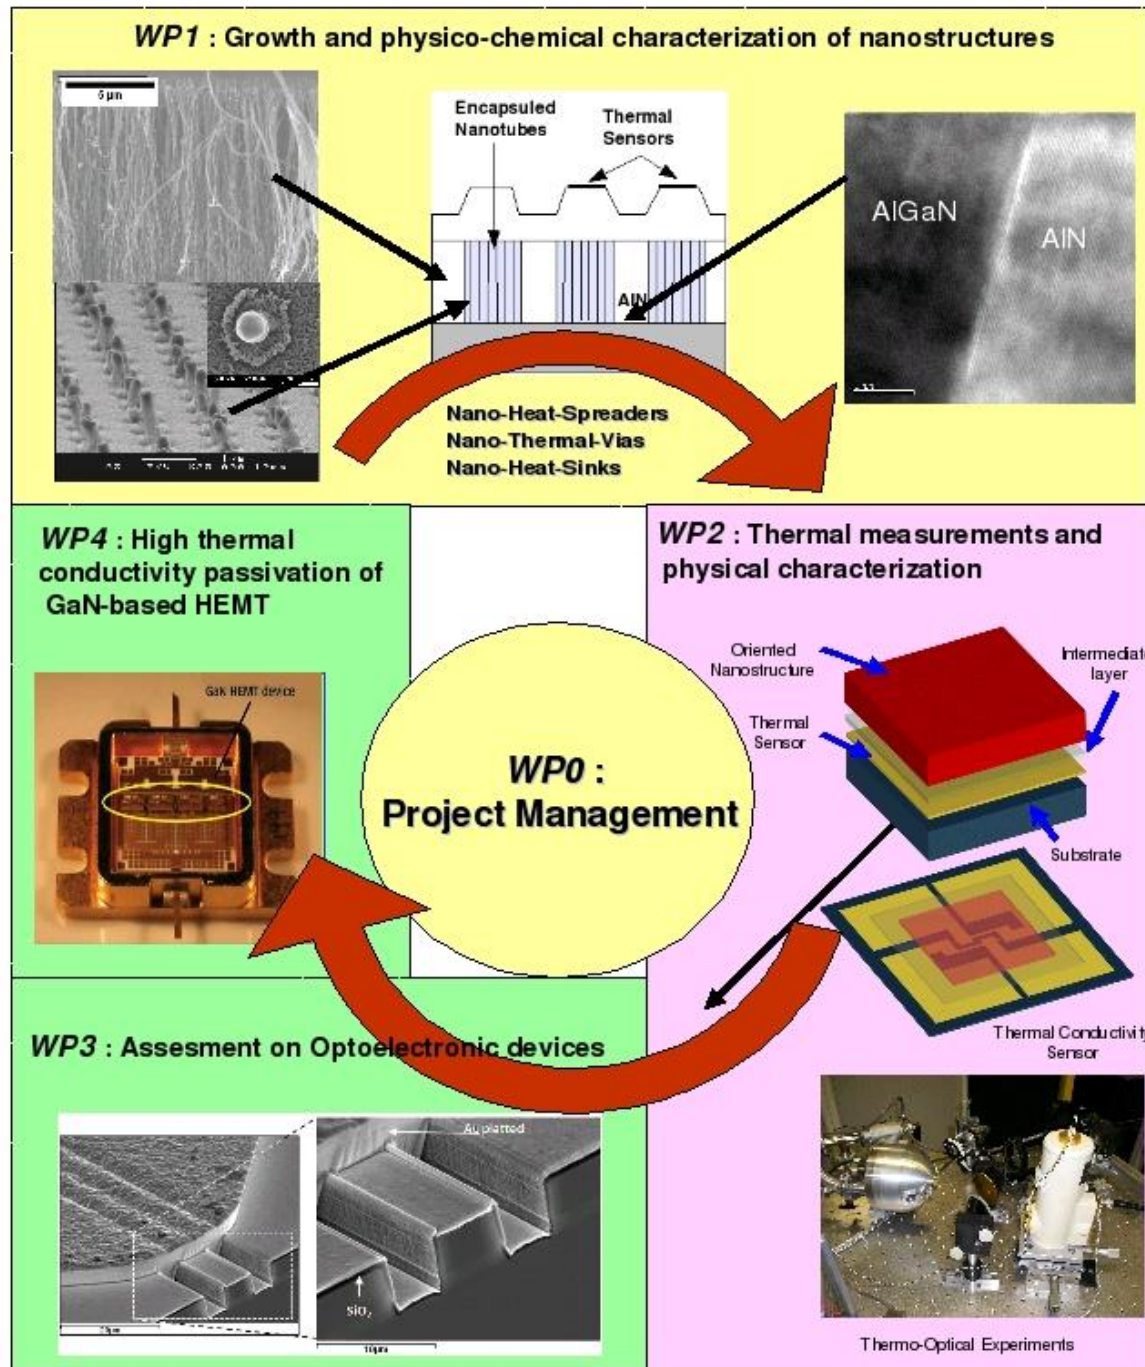 WP1 : Growth and physico-chemical characterization of nanostructures
5 µm
Encapsuled
Nanotubes
Thermal
Sensors
AlGaN
AlN
AlN
Nano-Heat-Spreaders
Nano-Thermal-Vias
Nano-Heat-Sinks
WP4 : High thermal
conductivity passivation of
GaN-based HEMT
GaN HEMT device
WP0 :
Project Management
WP2 : Thermal measurements and
physical characterization
Oriented
Nanostructure
Intermediate
layer
Thermal
Sensor
Substrate
Thermal Conductivity
Sensor
WP3 : Assesment on Optoelectronic devices
Au platted
SiO₂
10µm
Thermo-Optical Experiments